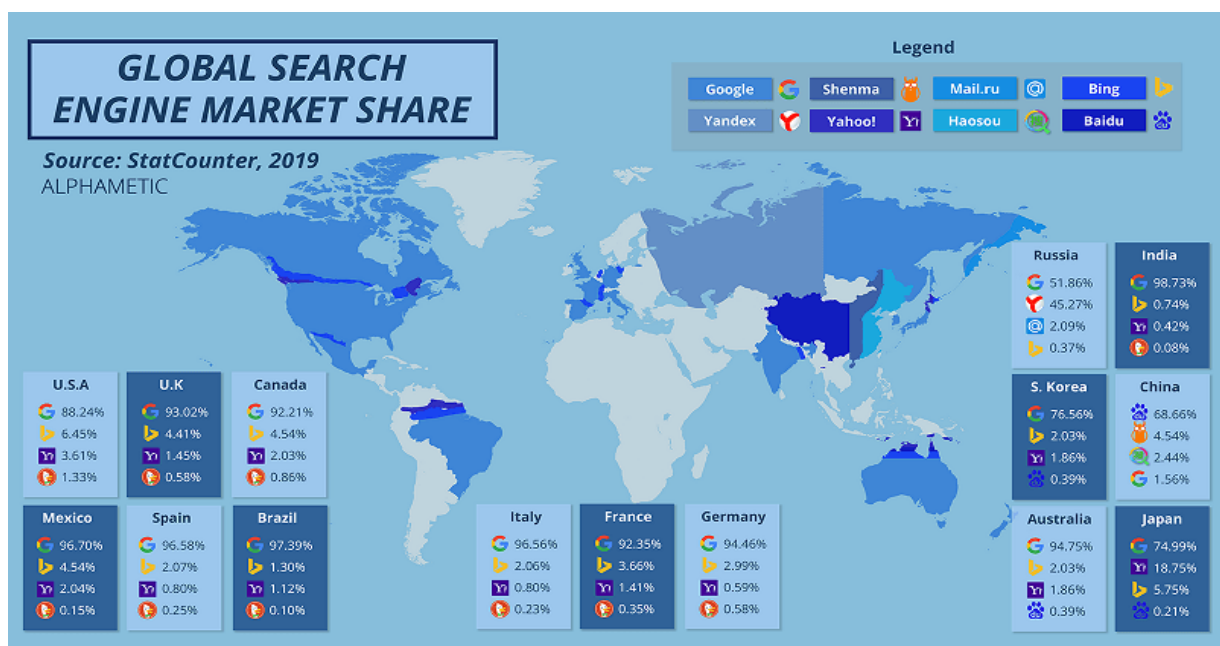 GLOBAL SEARCH
ENGINE MARKET SHARE
Source: StatCounter, 2019
ALPHAMETIC
Legend
Google
Shenma
Mail.ru
Bing
Yandex
Yahoo!
Haosou
Baidu
Russia
51.86%
45.27%
2.09%
0.37%
India
98.73%
0.74%
0.42%
0.08%
U.S.A
88.24%
6.45%
3.61%
1.33%
U.K
93.02%
4.41%
1.45%
0.58%
Canada
92.21%
4.54%
2.03%
0.86%
S. Korea
76.56%
2.03%
1.86%
0.39%
China
68.66%
4.54%
2.44%
1.56%
Mexico
96.70%
4.54%
2.04%
0.15%
Spain
96.58%
2.07%
0.80%
0.25%
Brazil
97.39%
1.30%
1.12%
0.10%
Italy
96.56%
2.06%
0.80%
0.23%
France
92.35%
3.66%
1.41%
0.35%
Germany
94.46%
2.99%
0.59%
0.58%
Australia
94.75%
2.03%
1.86%
0.39%
Japan
74.99%
18.75%
5.75%
0.21%